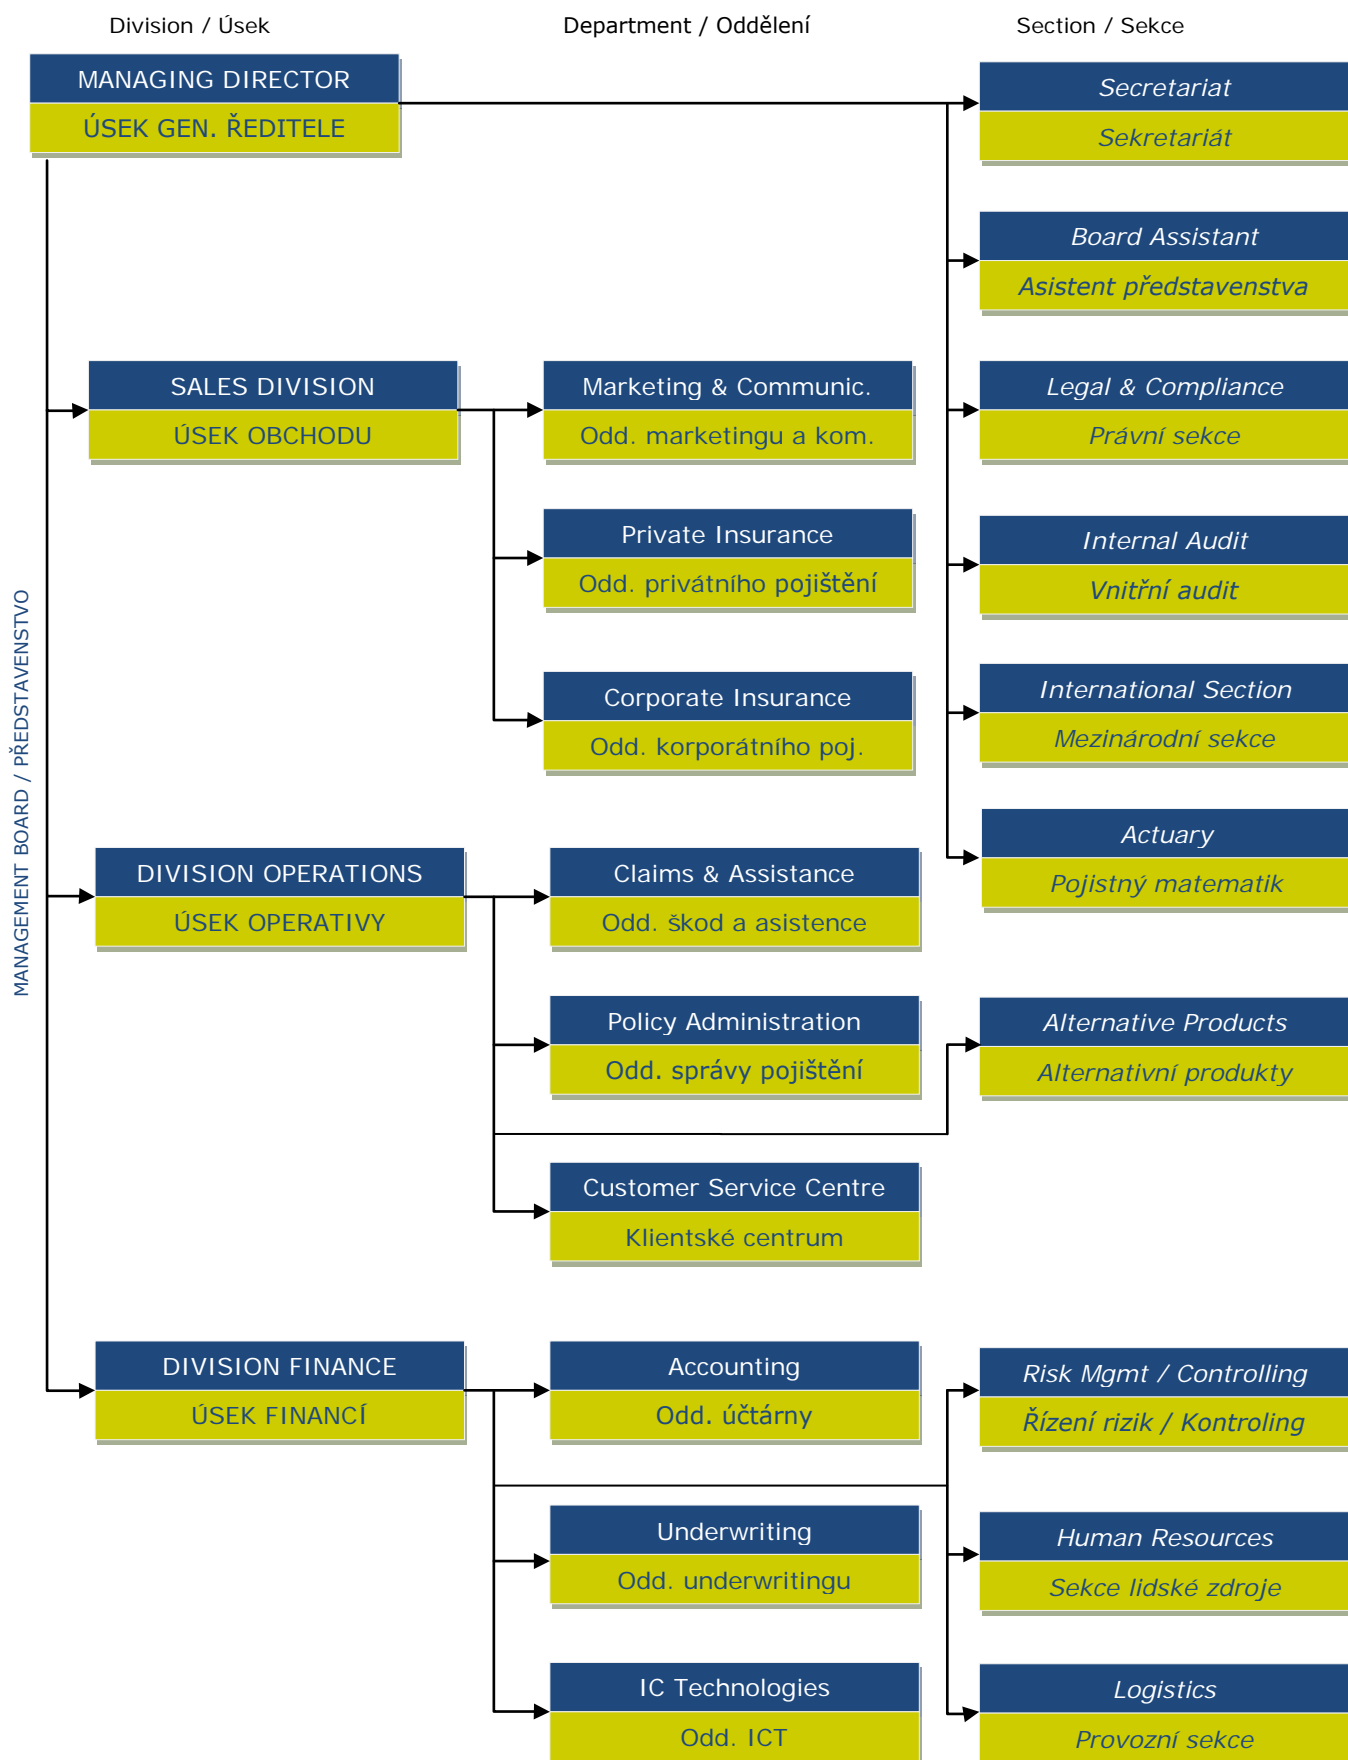 Division / Úsek
Department / Oddělení
Section / Sekce
MANAGING DIRECTOR
ÚSEK GEN. ŘEDITELE
Secretariat
Sekretariát
Board Assistant
Asistent představenstva
SALES DIVISION
ÚSEK OBCHODU
Marketing & Communic.
Odd. marketingu a kom.
Legal & Compliance
Právní sekce
Private Insurance
Odd. privátního pojištění
Internal Audit
Vnitřní audit
Corporate Insurance
Odd. korporátního poj.
International Section
Mezinárodní sekce
MANAGEMENT BOARD / PŘEDSTAVENSTVO
Actuary
Pojistný matematik
DIVISION OPERATIONS
ÚSEK OPERATIVY
Claims & Assistance
Odd. škod a asistence
Policy Administration
Odd. správy pojištění
Alternative Products
Alternativní produkty
Customer Service Centre
Klientské centrum
DIVISION FINANCE
ÚSEK FINANCÍ
Accounting
Odd. účtárny
Risk Mgmt / Controlling
Řízení rizik / Kontroling
Underwriting
Odd. underwritingu
Human Resources
Sekce lidské zdroje
IC Technologies
Odd. ICT
Logistics
Provozní sekce